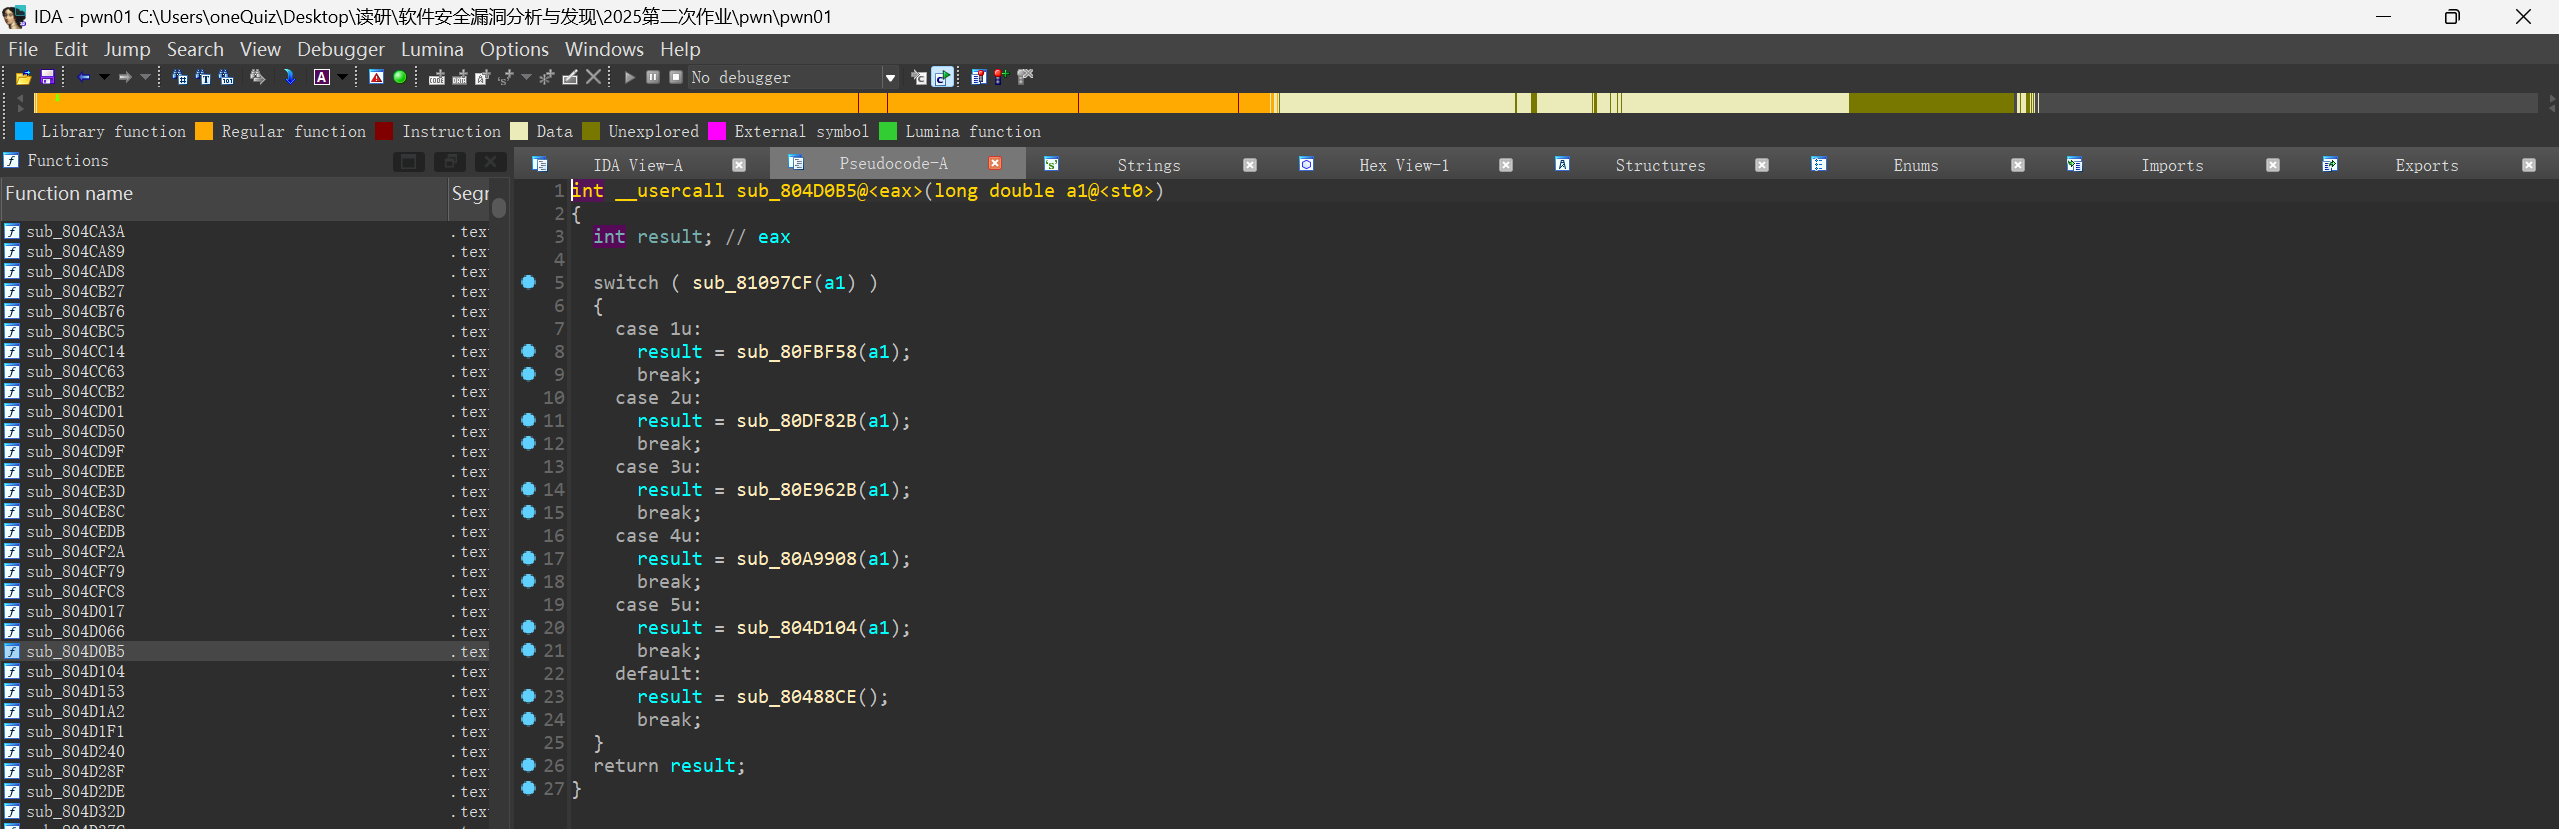 IDA - pwn01 C:\Users\oneQuiz\Desktop\读研\软件安全漏洞分析与发现\2025第二次作业\pwn\pwn01
File Edit Jump Search View Debugger Lumina Options Windows Help
No debugger
Library function Regular function Instruction Data Unexplored External symbol Lumina function
Functions
Function name Segr
sub_804CA3A .tex
sub_804CA89 .tex
sub_804CAD8 .tex
sub_804CB27 .tex
sub_804CB76 .tex
sub_804CBC5 .tex
sub_804CC14 .tex
sub_804CC63 .tex
sub_804CCB2 .tex
sub_804CD01 .tex
sub_804CD50 .tex
sub_804CD9F .tex
sub_804CDEE .tex
sub_804CE3D .tex
sub_804CE8C .tex
sub_804CEDB .tex
sub_804CF2A .tex
sub_804CF79 .tex
sub_804CFC8 .tex
sub_804D017 .tex
sub_804D066 .tex
sub_804D0B5 .tex
sub_804D104 .tex
sub_804D153 .tex
sub_804D1A2 .tex
sub_804D1F1 .tex
sub_804D240 .tex
sub_804D28F .tex
sub_804D2DE .tex
sub_804D32D .tex
IDA View-A Pseudocode-A Strings Hex View-1 Structures Enums Imports Exports
1 int __usercall sub_804D0B5@<eax>(long double a1@<st0>)
2 {
3 int result; // eax
4
5 switch ( sub_81097CF(a1) )
6 {
7 case 1u:
8 result = sub_80FBF58(a1);
9 break;
10 case 2u:
11 result = sub_80DF82B(a1);
12 break;
13 case 3u:
14 result = sub_80E962B(a1);
15 break;
16 case 4u:
17 result = sub_80A9908(a1);
18 break;
19 case 5u:
20 result = sub_804D104(a1);
21 break;
22 default:
23 result = sub_80488CE();
24 break;
25 }
26 return result;
27 }